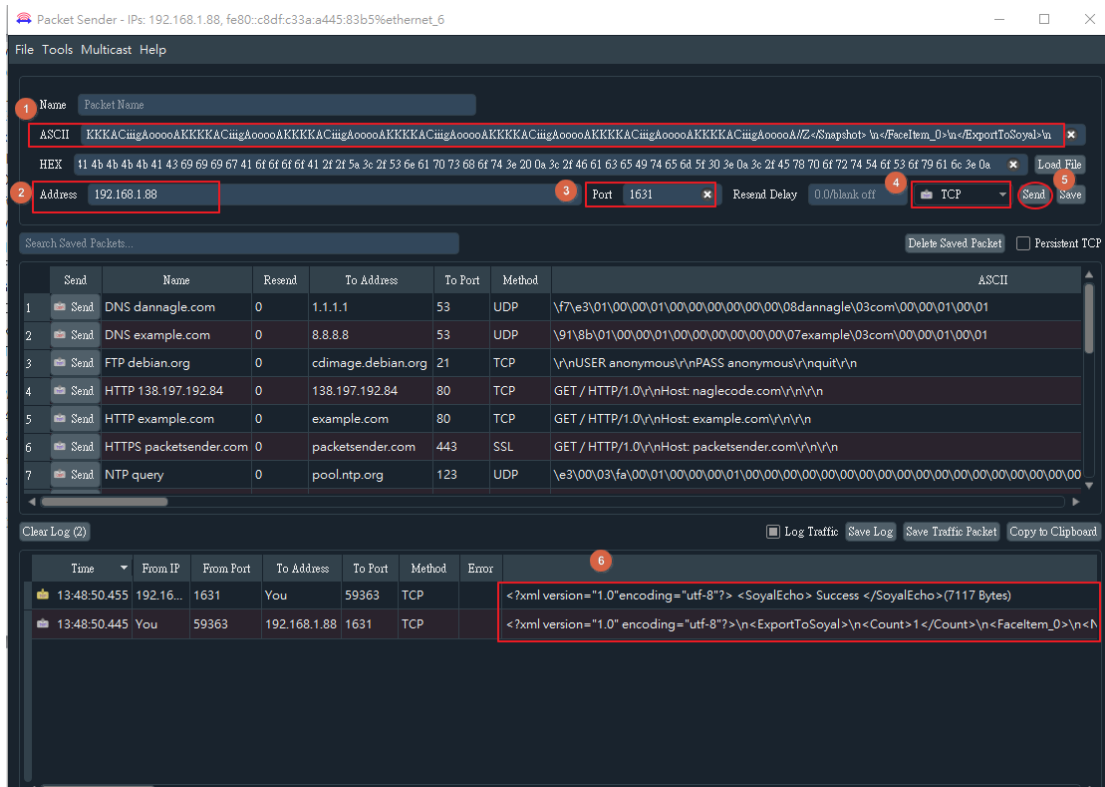 Packet Sender - IPs: 192.168.1.88, fe80::c8df:c33a:a445:83b5%ethernet_6
File Tools Multicast Help
1
Name Packet Name
ASCII KKKACiiigAooooAKKKKACiiigAooooAKKKKACiiigAooooAKKKKACiiigAooooAKKKKACiiigAooooAKKKKACiiigAooooAKKKKACiiigAooooA//Z</Snapshot> \n</FaceItem_0>\n</ExportToSoyal>\n
HEX 11 4b 4b 4b 4b 41 43 69 69 69 67 41 6f 6f 6f 6f 41 2f 2f 5a 3c 2f 53 6e 61 70 73 68 6f 74 3e 20 0a 3c 2f 46 61 63 65 49 74 65 6d 5f 30 3e 0a 3c 2f 45 78 70 6f 72 74 54 6f 53 6f 79 61 6c 3e 0a Load File
2 Address 192.168.1.88 3 Port 1631 Resend Delay 0.0/blank off 4 TCP 5 Send Save
Search Saved Packets... Delete Saved Packet Persistent TCP
Send Name Resend To Address To Port Method ASCII
1 Send DNS dannagle.com 0 1.1.1.1 53 UDP \f7\e3\01\00\00\01\00\00\00\00\00\00\08dannagle\03com\00\00\01\00\01
2 Send DNS example.com 0 8.8.8.8 53 UDP \91\8b\01\00\00\01\00\00\00\00\00\00\07example\03com\00\00\01\00\01
3 Send FTP debian.org 0 cdimage.debian.org 21 TCP \r\nUSER anonymous\r\nPASS anonymous\r\nquit\r\n
4 Send HTTP 138.197.192.84 0 138.197.192.84 80 TCP GET / HTTP/1.0\r\nHost: naglecode.com\r\n\r\n
5 Send HTTP example.com 0 example.com 80 TCP GET / HTTP/1.0\r\nHost: example.com\r\n\r\n
6 Send HTTPS packetsender.com 0 packetsender.com 443 SSL GET / HTTP/1.0\r\nHost: packetsender.com\r\n\r\n
7 Send NTP query 0 pool.ntp.org 123 UDP \e3\00\03\fa\00\01\00\00\00\01\00\00\00\00\00\00\00\00\00\00\00\00\00\00\00\00\00\00
Clear Log (2) Log Traffic Save Log Save Traffic Packet Copy to Clipboard
Time From IP From Port To Address To Port Method Error 6
13:48:50.455 192.16... 1631 You 59363 TCP <?xml version="1.0"encoding="utf-8"?> <SoyalEcho> Success </SoyalEcho>(7117 Bytes)
13:48:50.445 You 59363 192.168.1.88 1631 TCP <?xml version="1.0" encoding="utf-8"?>\n<ExportToSoyal>\n<Count>1</Count>\n<FaceItem_0>\n<N